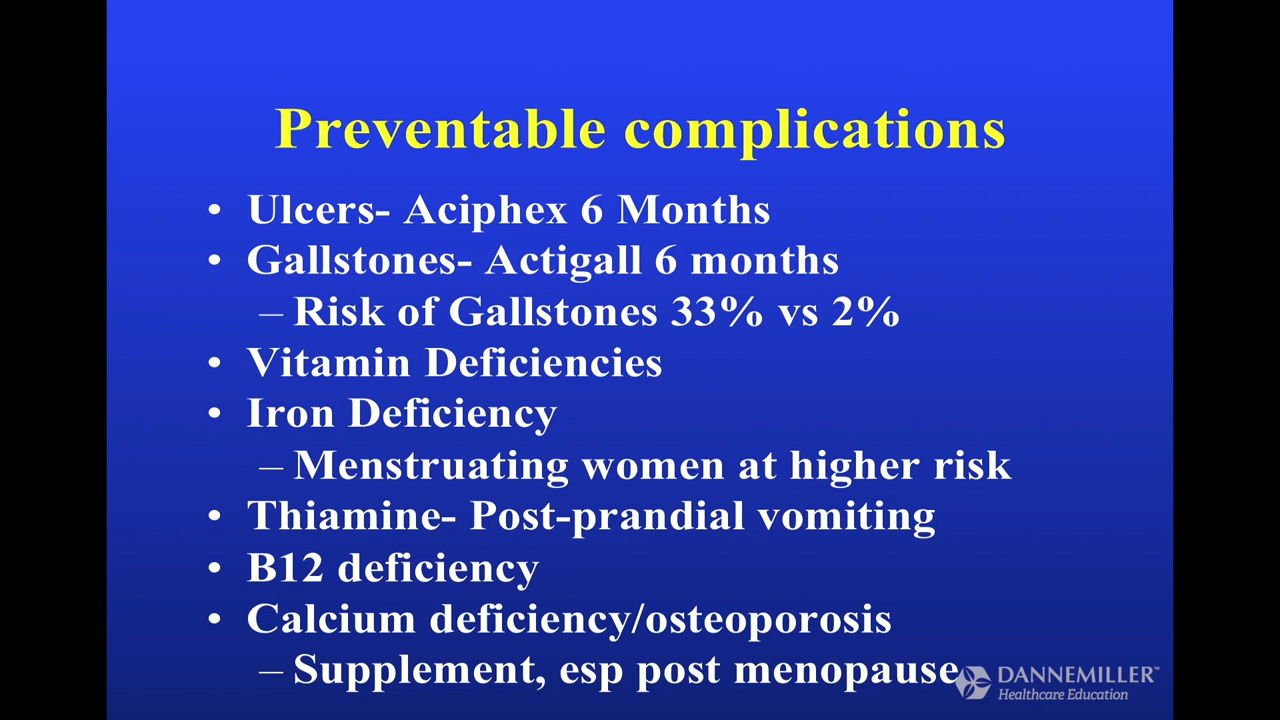 Preventable complications
• Ulcers- Aciphex 6 Months
• Gallstones- Actigall 6 months
– Risk of Gallstones 33% vs 2%
• Vitamin Deficiencies
• Iron Deficiency
– Menstruating women at higher risk
• Thiamine- Post-prandial vomiting
• B12 deficiency
• Calcium deficiency/osteoporosis
– Supplement, esp post menopause
DANNEMILLER™
Healthcare Education